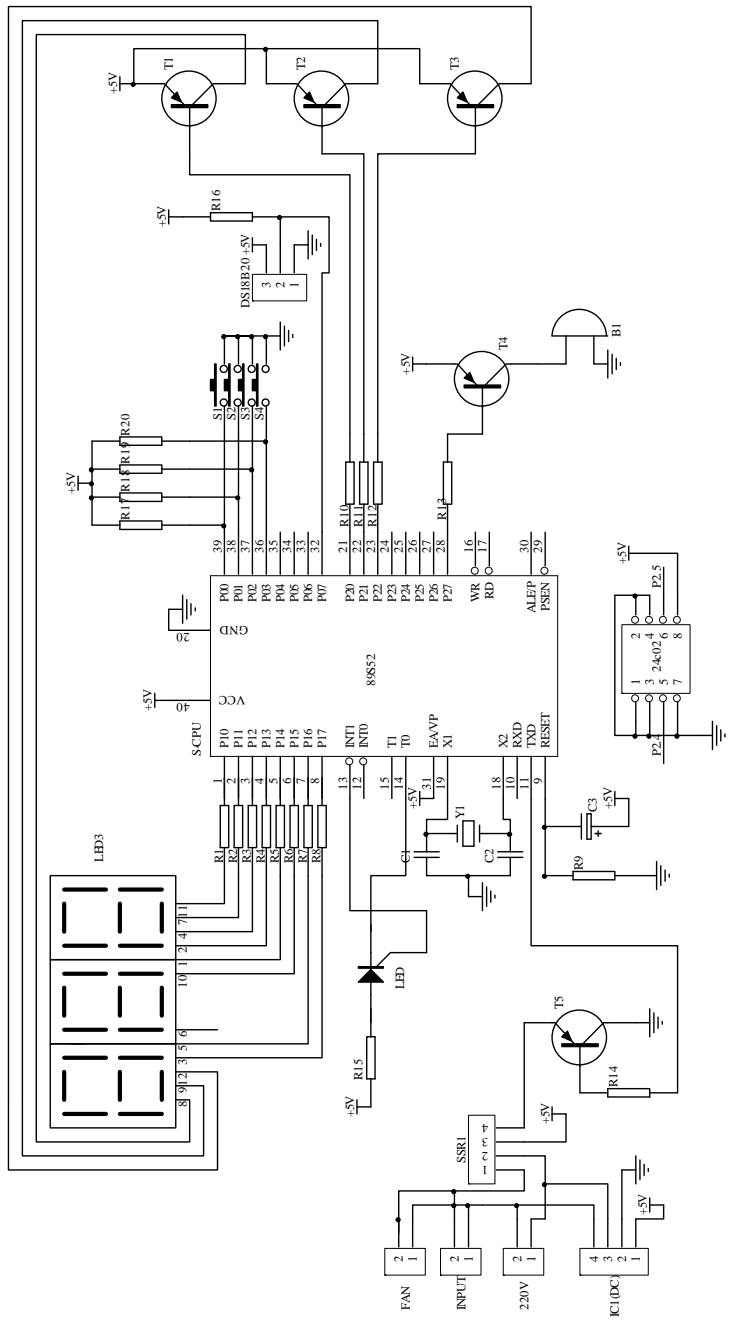 T1
T2
T3
+5V
R16
+5V
+5V
DS18B20
3
2
1
T4
+5V
B1
S1
S2
S3
S4
R20
R19
R18
R17
+5V
R10
R11
R12
R13
39
38
37
36
35
34
33
32
21
22
23
24
25
26
27
28
16
17
30
29
P00
P01
P02
P03
P04
P05
P06
P07
P20
P21
P22
P23
P24
P25
P26
P27
WR
RD
ALE/P
PSEN
20
GND
40
VCC
+5V
89S52
S-CPU
P10
P11
P12
P13
P14
P15
P16
P17
INT1
INT0
T1
T0
EA/VP
X1
X2
RXD
TXD
RESET
1
2
3
4
5
6
7
8
13
12
15
14
31
19
18
10
11
9
+5V
P2.5
2
4
6
8
24c02
1
3
5
7
P2.4
LED3
R1
R2
R3
R4
R5
R6
R7
R8
11
7
4
2
1
10
6
5
3
12
9
8
+5V
C1
Y1
C2
C3
+
+5V
R9
LED
R15
+5V
T5
R14
SSR1
4
3
2
1
+5V
+5V
2
1
FAN
2
1
INPUT
2
1
220V
4
3
2
1
IC1(DC)